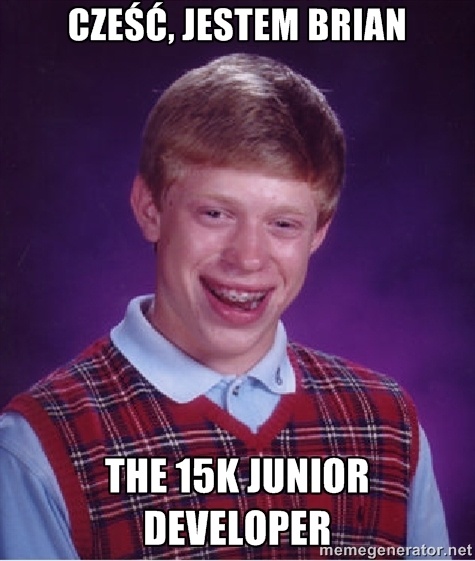 CZEŚĆ, JESTEM BRIAN
THE 15K JUNIOR
DEVELOPER
memegenerator.net